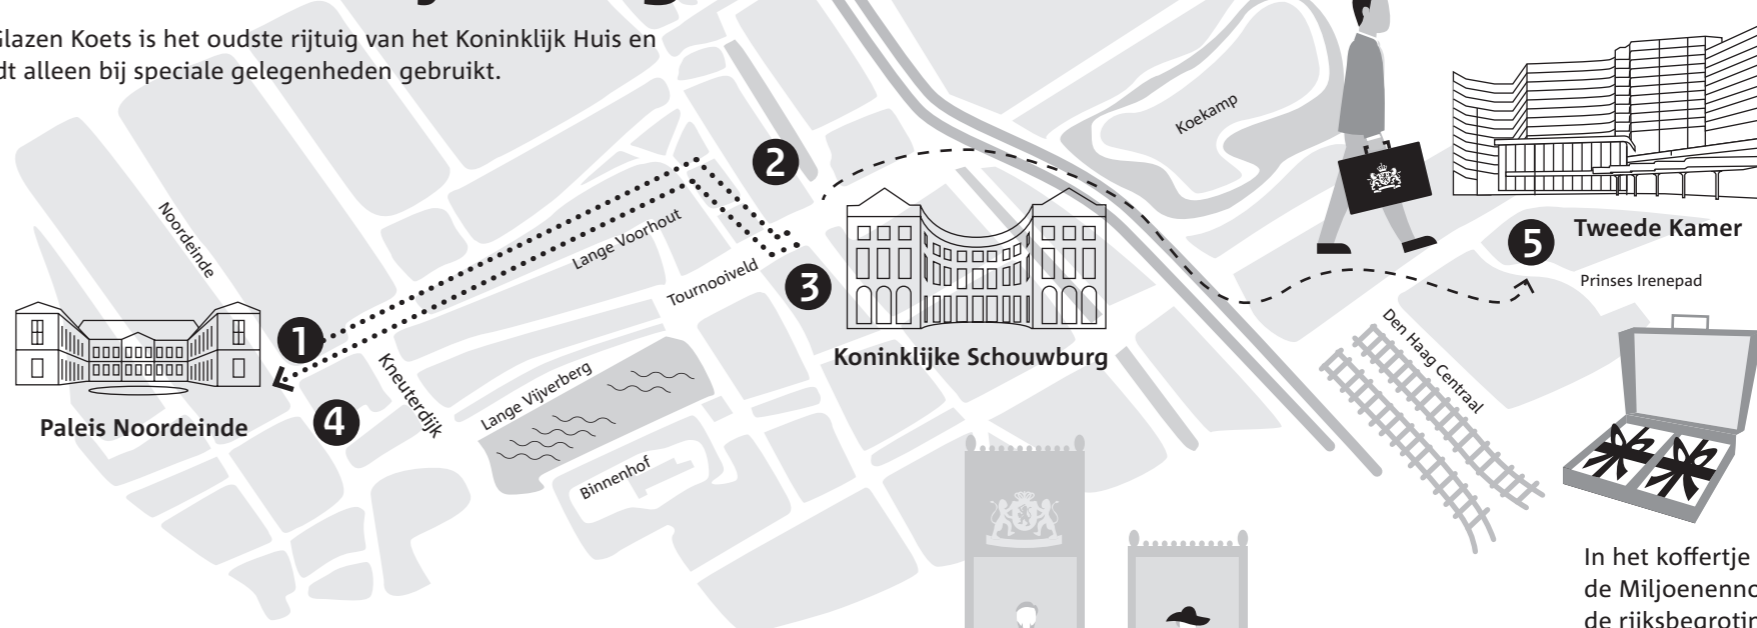 Glazen Koets is het oudste rijtuig van het Koninklijk Huis en
dt alleen bij speciale gelegenheden gebruikt.
Koekamp
2
Noordeinde
Lange Voorhout
Tournooiveld
3
5
Tweede Kamer
Prinses Irenepad
1
Kneuterdijk
Koninklijke Schouwburg
Den Haag Centraal
Lange Vijverberg
Paleis Noordeinde
4
Binnenhof
In het koffertje
de Miljoenenno
de rijksbegrotin